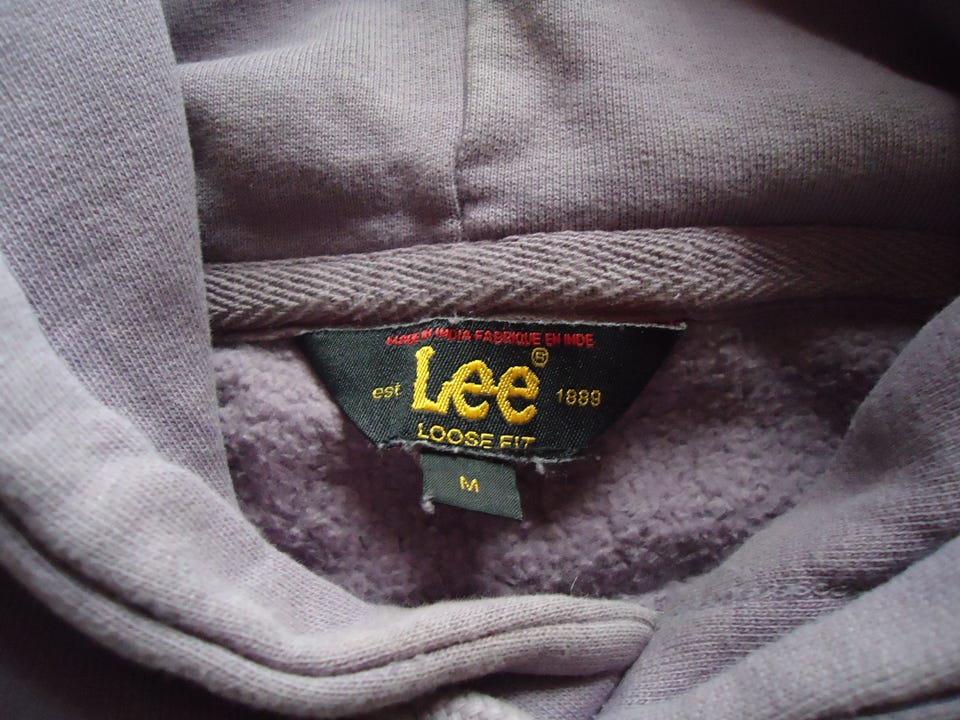 MADE IN INDIA FABRIQUE EN INDE
Lee®
est 1889
LOOSE FIT
M